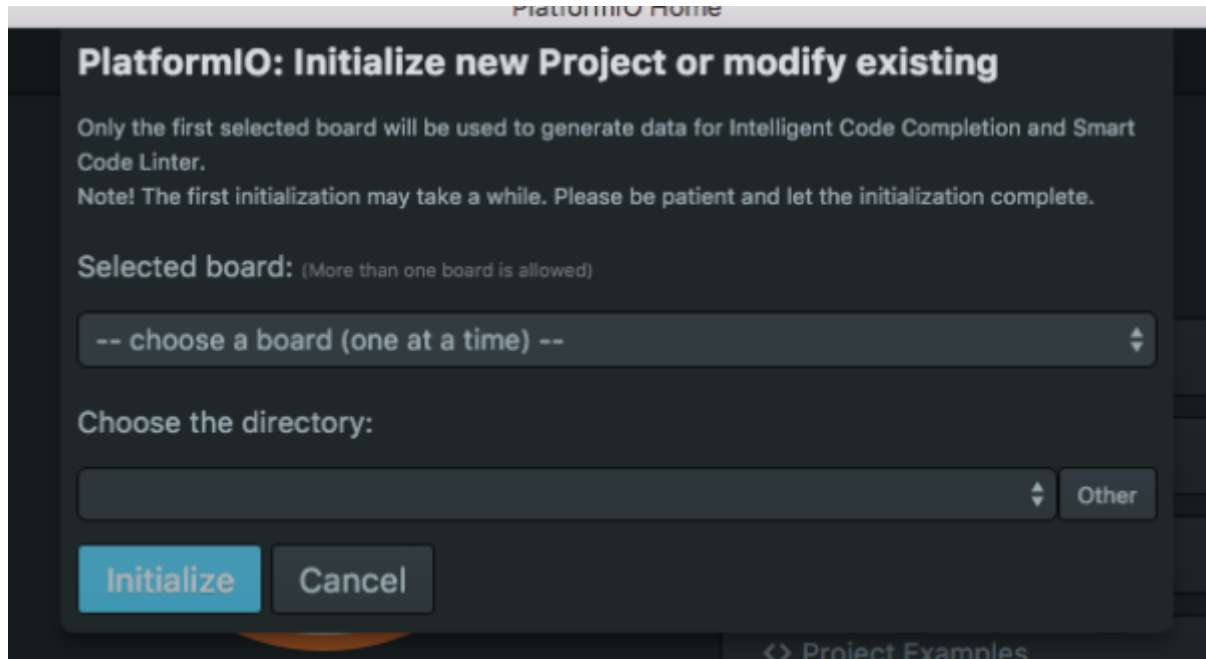 PlatformIO Home
PlatformIO: Initialize new Project or modify existing
Only the first selected board will be used to generate data for Intelligent Code Completion and Smart
Code Linter.
Note! The first initialization may take a while. Please be patient and let the initialization complete.
Selected board: (More than one board is allowed)
-- choose a board (one at a time) --
Choose the directory:
Other
Initialize Cancel
<> Project Examples